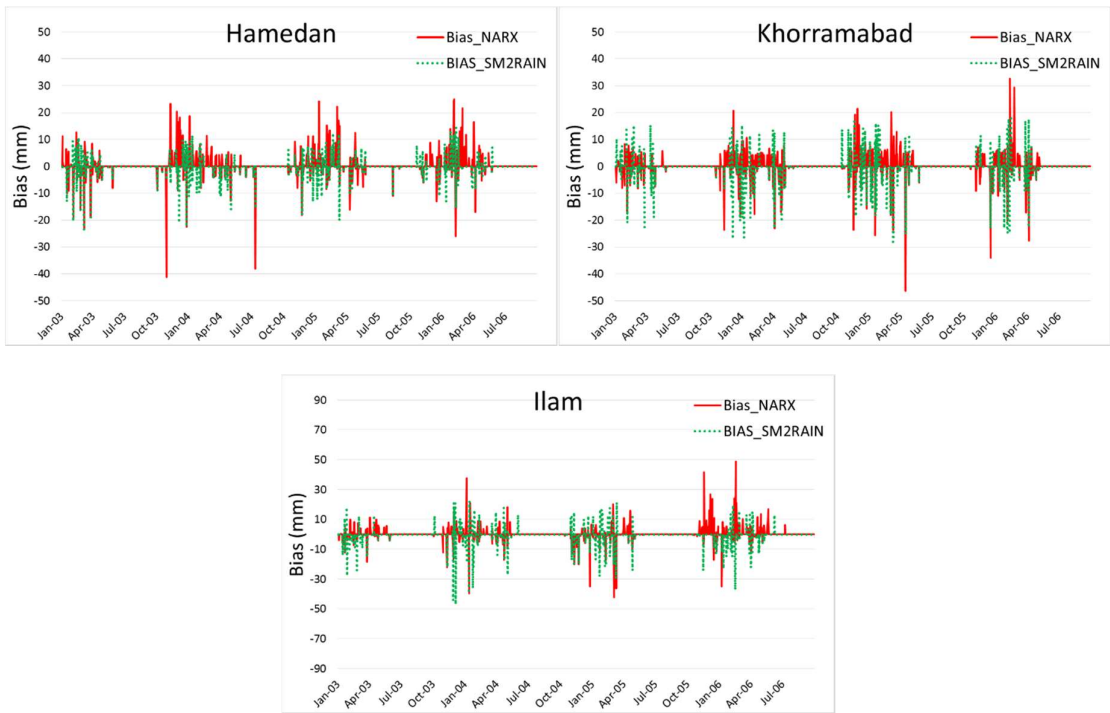 Hamedan
Bias_NARX
BIAS_SM2RAIN
Bias (mm)
50
40
30
20
10
0
-10
-20
-30
-40
-50
Jan-03 Apr-03 Jul-03 Oct-03 Jan-04 Apr-04 Jul-04 Oct-04 Jan-05 Apr-05 Jul-05 Oct-05 Jan-06 Apr-06 Jul-06
Khorramabad
Bias_NARX
BIAS_SM2RAIN
Bias (mm)
50
40
30
20
10
0
-10
-20
-30
-40
-50
Jan-03 Apr-03 Jul-03 Oct-03 Jan-04 Apr-04 Jul-04 Oct-04 Jan-05 Apr-05 Jul-05 Oct-05 Jan-06 Apr-06 Jul-06
Ilam
Bias_NARX
BIAS_SM2RAIN
Bias (mm)
90
70
50
30
10
-10
-30
-50
-70
-90
Jan-03 Apr-03 Jul-03 Oct-03 Jan-04 Apr-04 Jul-04 Oct-04 Jan-05 Apr-05 Jul-05 Oct-05 Jan-06 Apr-06 Jul-06